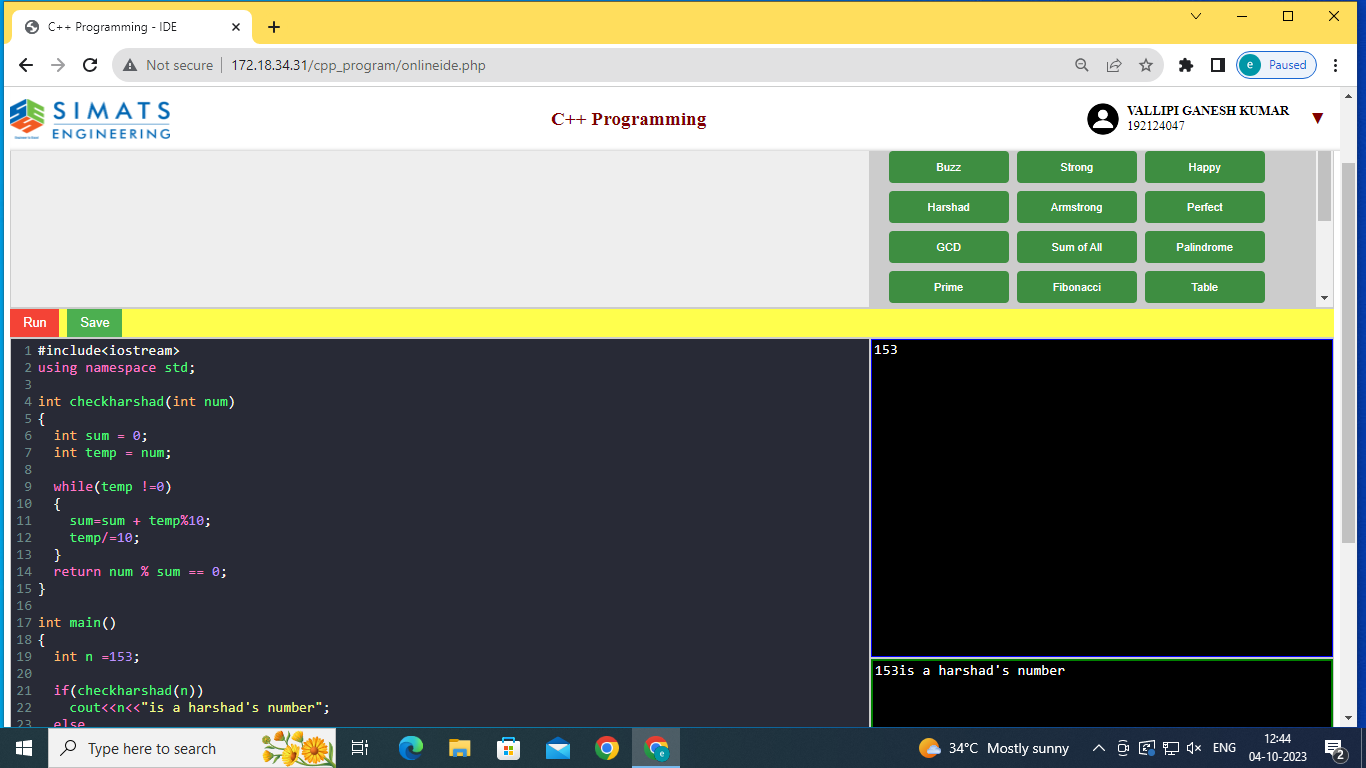 C++ Programming - IDE
Not secure 172.18.34.31/cpp_program/onlineide.php e Paused
SIMATS
ENGINEERING
C++ Programming
VALLIPI GANESH KUMAR
192124047
Buzz Strong Happy
Harshad Armstrong Perfect
GCD Sum of All Palindrome
Prime Fibonacci Table
Run Save
1 #include<iostream>
2 using namespace std;
3
4 int checkharshad(int num)
5 {
6 int sum = 0;
7 int temp = num;
8
9 while(temp !=0)
10 {
11 sum=sum + temp%10;
12 temp/=10;
13 }
14 return num % sum == 0;
15 }
16
17 int main()
18 {
19 int n =153;
20
21 if(checkharshad(n))
22 cout<<n<<"is a harshad's number";
23 else
153
153is a harshad's number
Type here to search
34°C Mostly sunny
ENG
12:44
04-10-2023
2